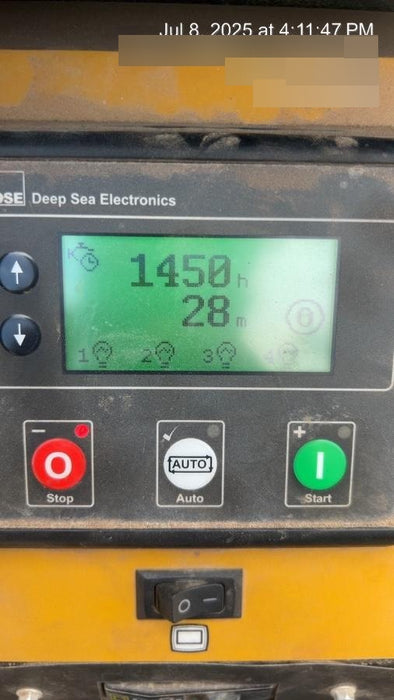 Jul 8, 2025 at 4:11:47 PM
DSE Deep Sea Electronics
1450 h
28 m
1 2 3 4
Stop
AUTO
Auto
Start